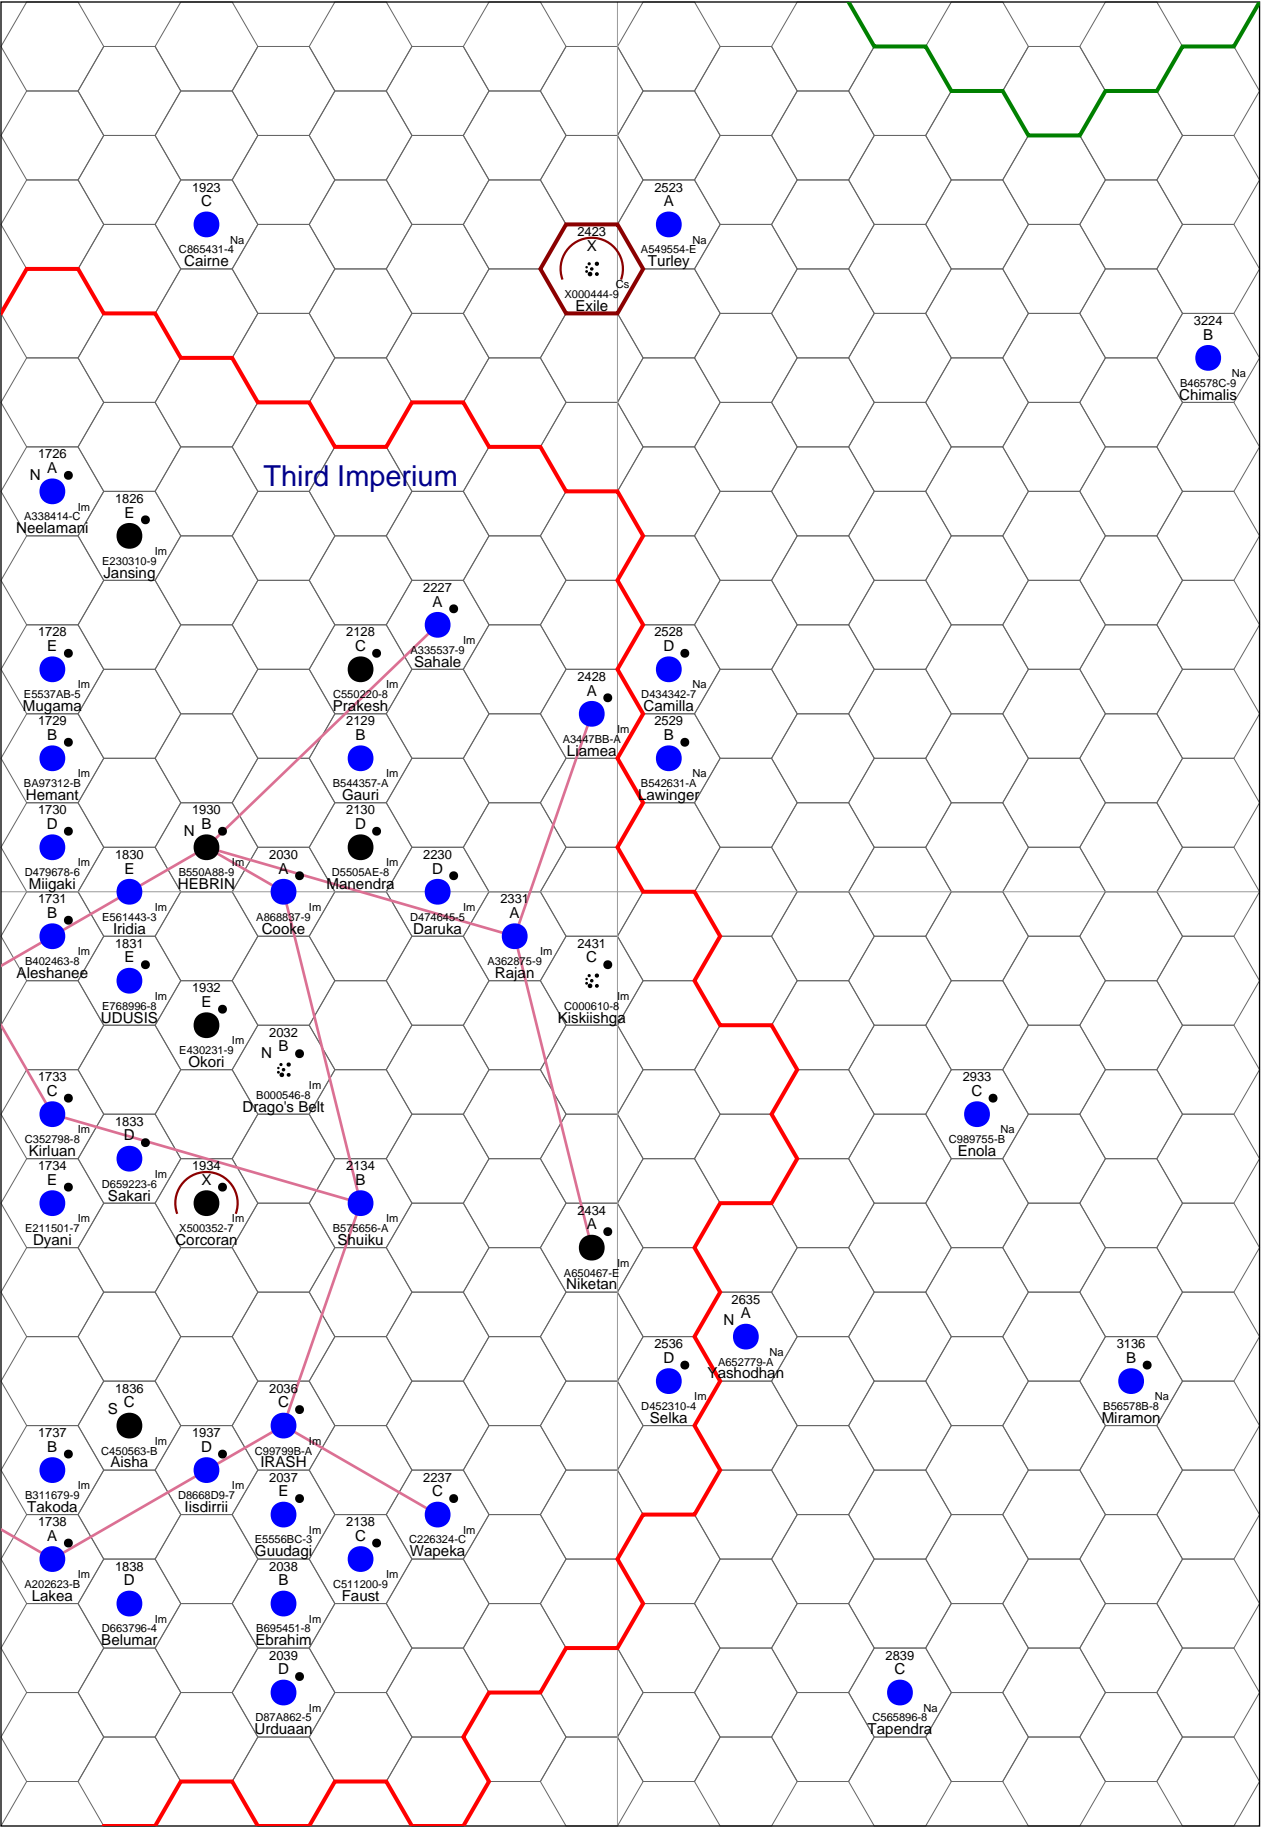 1923
C
Na
C865431-4
Cairne
2523
A
Na
A549554-E
Turley
2423
X
Cs
X000444-9
Exile
3224
B
Na
B46578C-9
Chimalis
Third Imperium
1726
N A
Im
A338414-C
Neelamani
1826
E
Im
E230310-9
Jansing
2227
A
Im
A335537-9
Sahale
1728
E
Im
E5537AB-5
Mugama
2128
C
Im
C550220-8
Prakesh
2528
D
Na
D434342-7
Camilla
2428
A
Im
A3447BB-A
Liamea
1729
B
Im
BA97312-B
Hemant
2129
B
Im
B544357-A
Gauri
2529
B
Na
B542631-A
Lawinger
1730
D
Im
D479678-6
Miigaki
1930
N B
Im
B550A88-9
HEBRIN
2130
D
Im
D5505AE-8
Manendra
1830
E
Im
E561443-3
Iridia
2030
A
Im
A868837-9
Cooke
2230
D
Im
D474645-5
Daruka
1731
B
Im
B402463-8
Aleshanee
2331
A
Im
A362875-9
Rajan
1831
E
Im
E768996-8
UDUSIS
2431
C
Im
C000610-8
Kiskiishga
1932
E
Im
E430231-9
Okori
2032
N B
Im
B000546-8
Drago's Belt
1733
C
Im
C352798-8
Kirluan
2933
C
Na
C989755-B
Enola
1833
D
Im
D659223-6
Sakari
1734
E
Im
E211501-7
Dyani
1934
X
Im
X500352-7
Corcoran
2134
B
Im
B575656-A
Shuiku
2434
A
Im
A650467-E
Niketan
2635
N A
Na
A652779-A
Yashodhan
2536
D
Im
D452310-4
Selka
3136
B
Na
B56578B-8
Miramon
1836
S C
Im
C450563-B
Aisha
2036
C
Im
C99799B-A
IRASH
1737
B
Im
B311679-9
Takoda
1937
D
Im
D8668D9-7
Iisdirrii
2037
E
Im
E5556BC-3
Guudagi
2237
C
Im
C226324-C
Wapeka
1738
A
Im
A202623-B
Lakea
2138
C
Im
C511200-9
Faust
1838
D
Im
D663796-4
Belumar
2038
B
Im
B695451-8
Ebrahim
2039
D
Im
D87A862-5
Urduaan
2839
C
Na
C565896-8
Tapendra